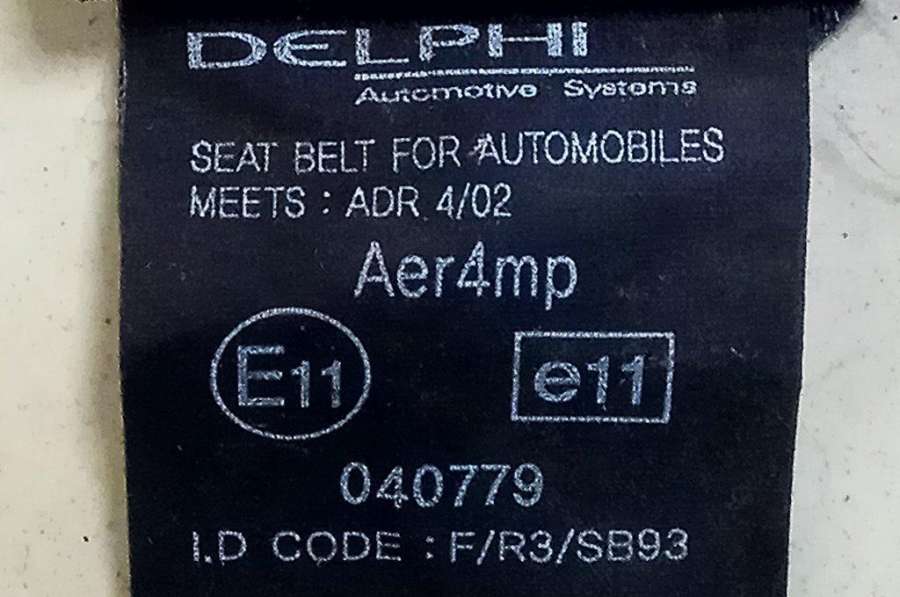 DELPHI
Automotive Systems
SEAT BELT FOR AUTOMOBILES
MEETS : ADR 4/02
Aer4mp
E11 e11
040779
I.D CODE : F/R3/SB93